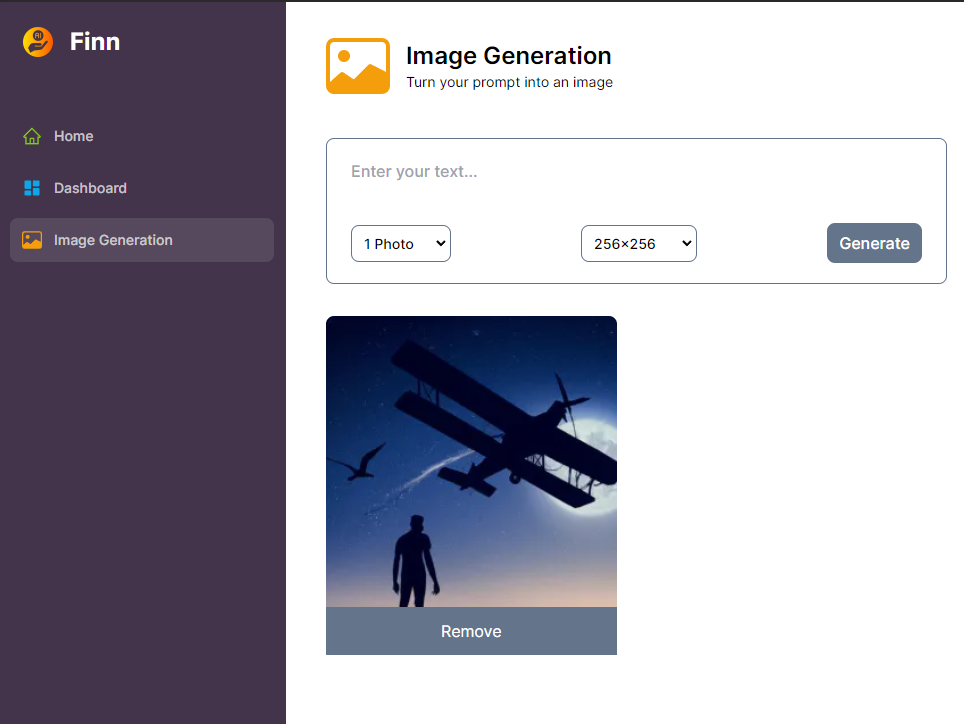 AI
Finn
Home
Dashboard
Image Generation
Image Generation
Turn your prompt into an image
Enter your text...
1 Photo
256×256
Generate
Remove